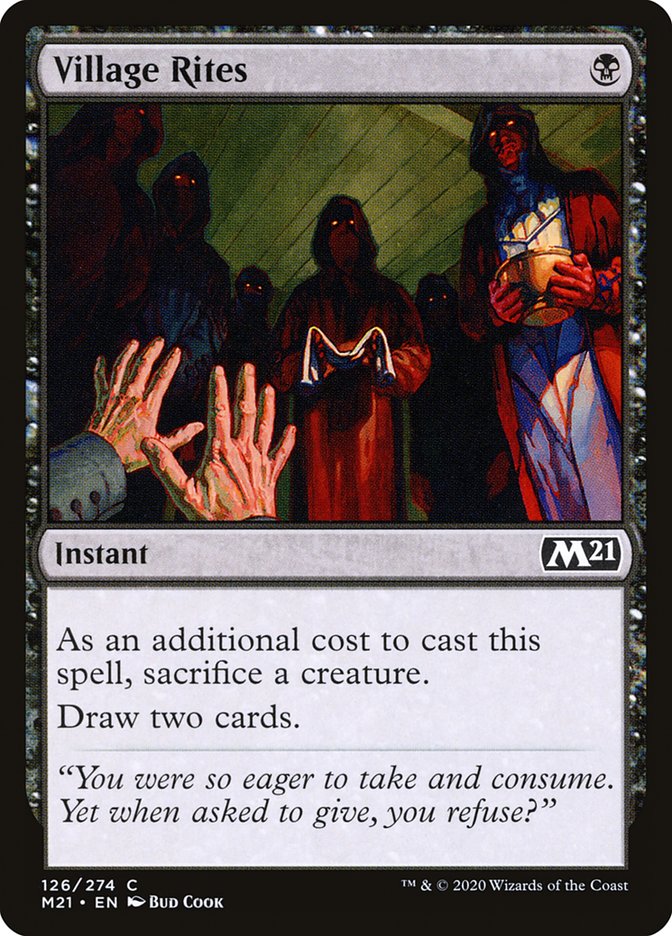 Village Rites
Instant
M21
As an additional cost to cast this
spell, sacrifice a creature.
Draw two cards.
“You were so eager to take and consume.
Yet when asked to give, you refuse?”
126/274 C
™ & © 2020 Wizards of the Coast
M21 • EN Bud Cook